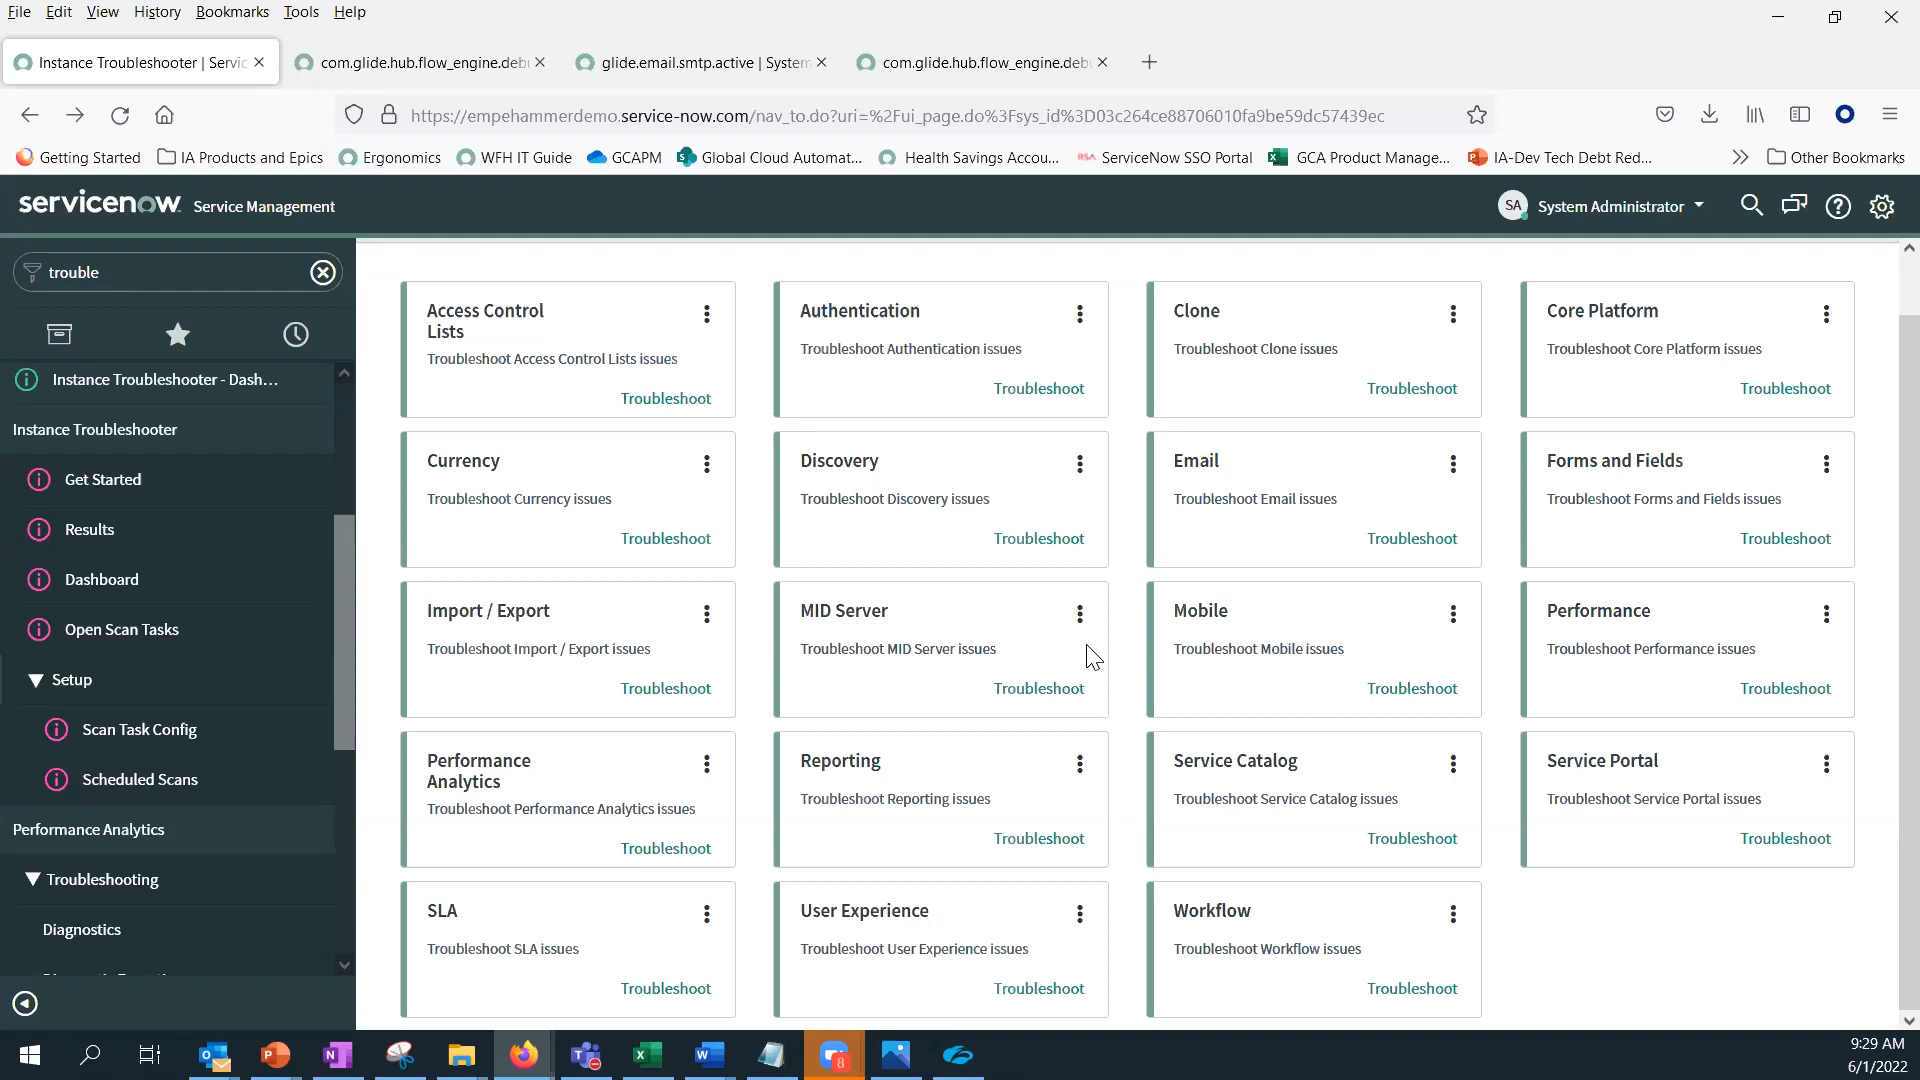 File Edit View History Bookmarks Tools Help
Instance Troubleshooter | Servic
com.glide.hub.flow_engine.deb
glide.email.smtp.active | System
com.glide.hub.flow_engine.deb
https://empehammerdemo.service-now.com/nav_to.do?uri=%2Fui_page.do%3Fsys_id%3D03c264ce88706010fa9be59dc57439ec
Getting Started IA Products and Epics Ergonomics WFH IT Guide GCAPM Global Cloud Automat... Health Savings Accou... RSA ServiceNow SSO Portal GCA Product Manage... IA-Dev Tech Debt Red... Other Bookmarks
servicenow Service Management
SA System Administrator
trouble
Instance Troubleshooter - Dash...
Instance Troubleshooter
Get Started
Results
Dashboard
Open Scan Tasks
Setup
Scan Task Config
Scheduled Scans
Performance Analytics
Troubleshooting
Diagnostics
Access Control
Lists
Troubleshoot Access Control Lists issues
Troubleshoot
Authentication
Troubleshoot Authentication issues
Troubleshoot
Clone
Troubleshoot Clone issues
Troubleshoot
Core Platform
Troubleshoot Core Platform issues
Troubleshoot
Currency
Troubleshoot Currency issues
Troubleshoot
Discovery
Troubleshoot Discovery issues
Troubleshoot
Email
Troubleshoot Email issues
Troubleshoot
Forms and Fields
Troubleshoot Forms and Fields issues
Troubleshoot
Import / Export
Troubleshoot Import / Export issues
Troubleshoot
MID Server
Troubleshoot MID Server issues
Troubleshoot
Mobile
Troubleshoot Mobile issues
Troubleshoot
Performance
Troubleshoot Performance issues
Troubleshoot
Performance
Analytics
Troubleshoot Performance Analytics issues
Troubleshoot
Reporting
Troubleshoot Reporting issues
Troubleshoot
Service Catalog
Troubleshoot Service Catalog issues
Troubleshoot
Service Portal
Troubleshoot Service Portal issues
Troubleshoot
SLA
Troubleshoot SLA issues
Troubleshoot
User Experience
Troubleshoot User Experience issues
Troubleshoot
Workflow
Troubleshoot Workflow issues
Troubleshoot
8
9:29 AM
6/1/2022